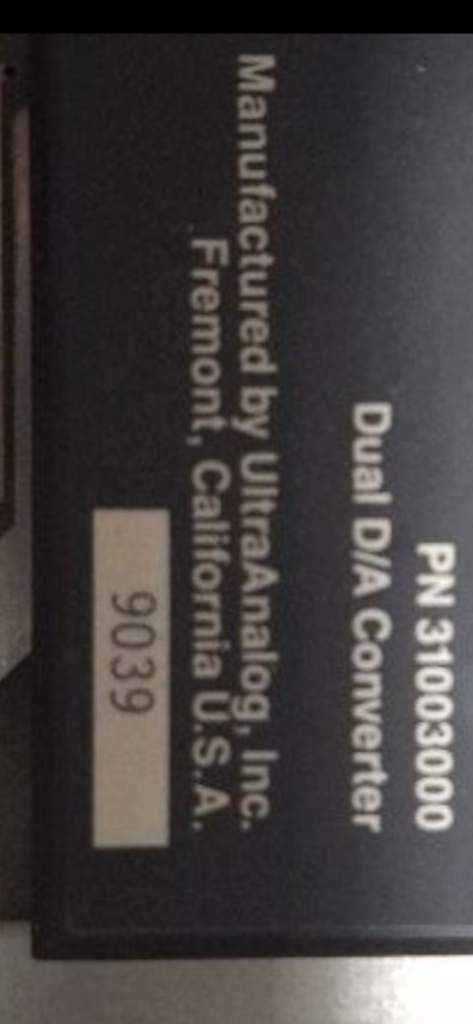 PN 31003000
Dual D/A Converter
Manufactured by UltraAnalog, Inc.
Fremont, California U.S.A.
9039